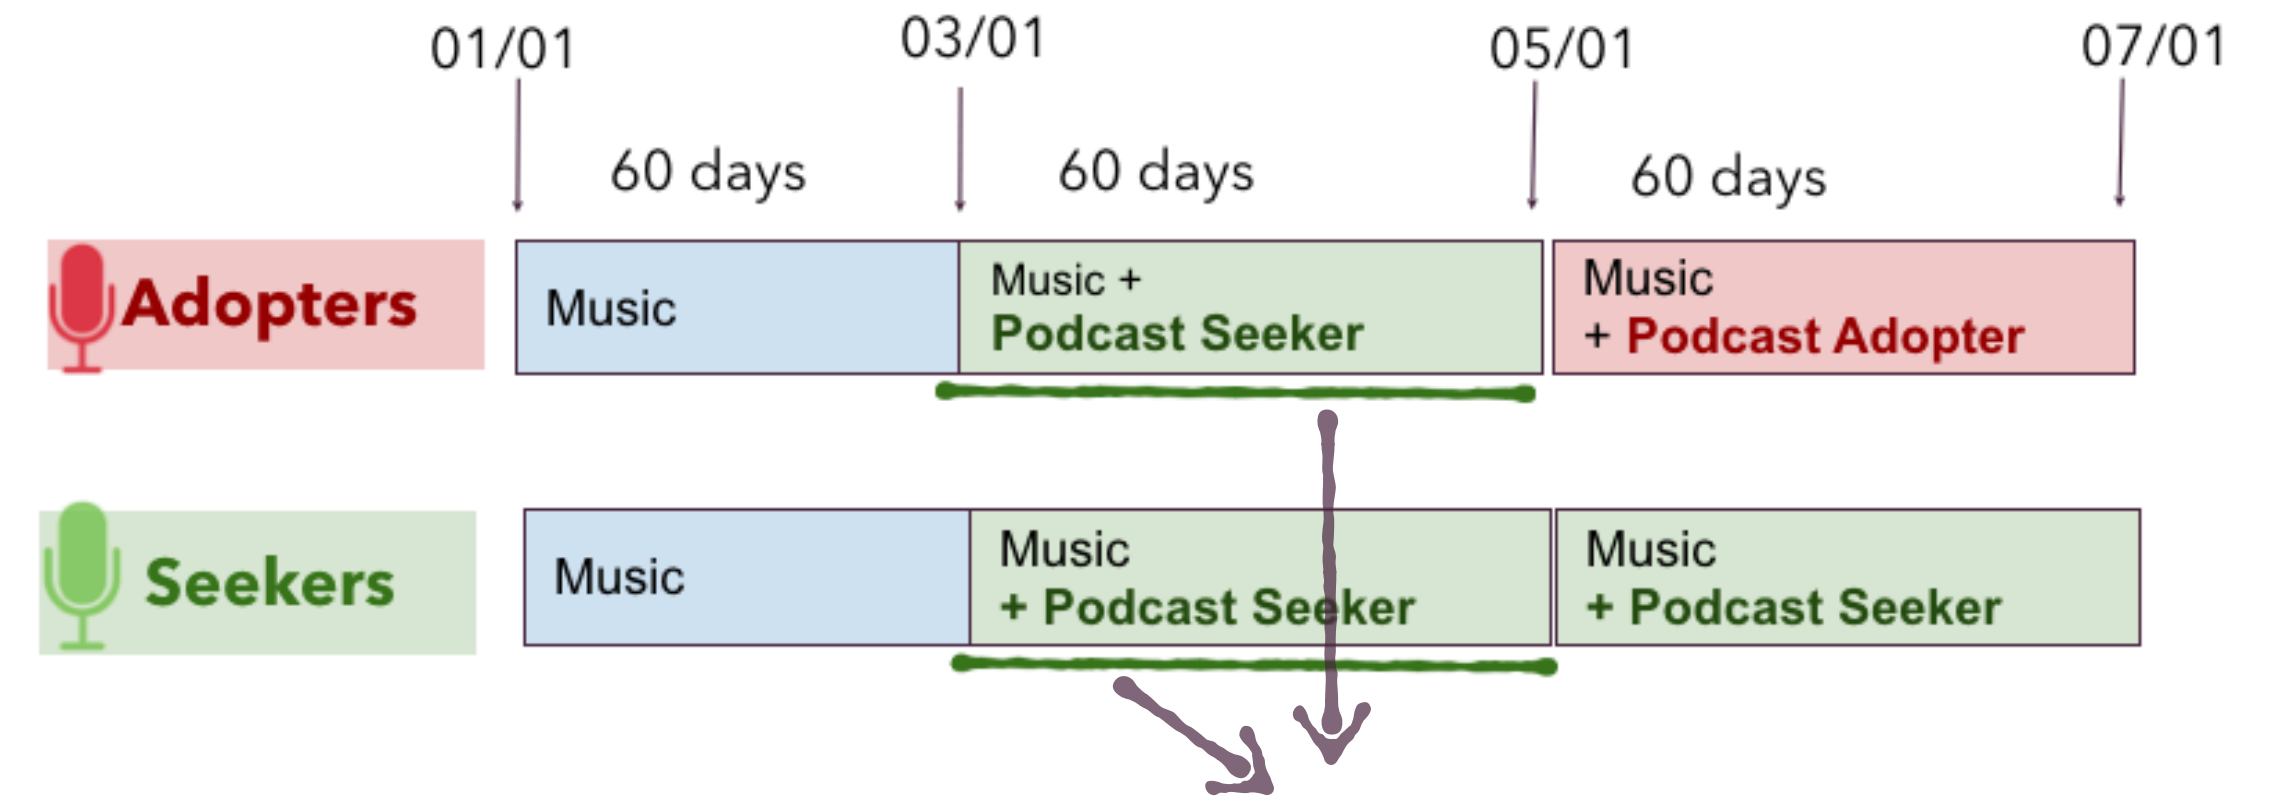 01/01
03/01
05/01
07/01
60 days
60 days
60 days
Adopters
Music
Music +
Podcast Seeker
Music
+ Podcast Adopter
Seekers
Music
Music
+ Podcast Seeker
Music
+ Podcast Seeker